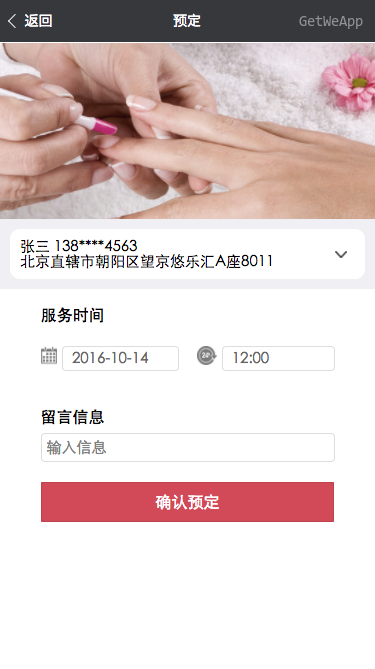 返回
预定
GetWeApp
张三 138****4563
北京直辖市朝阳区望京悠乐汇A座8011
服务时间
2016-10-14
12:00
留言信息
输入信息
确认预定